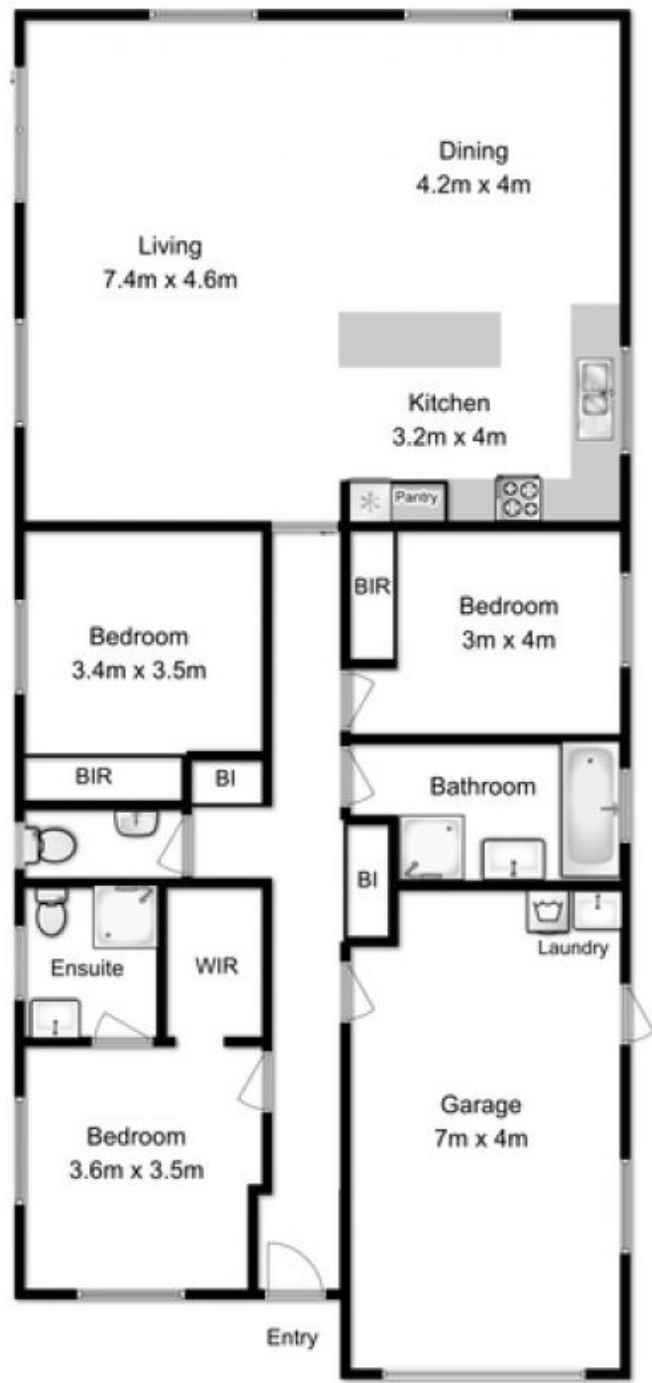 Dining
4.2m x 4m
Living
7.4m x 4.6m
Kitchen
3.2m x 4m
Pantry
BIR
Bedroom
3m x 4m
Bedroom
3.4m x 3.5m
BIR
BI
Bathroom
BI
Ensuite
WIR
Laundry
Garage
7m x 4m
Bedroom
3.6m x 3.5m
Entry